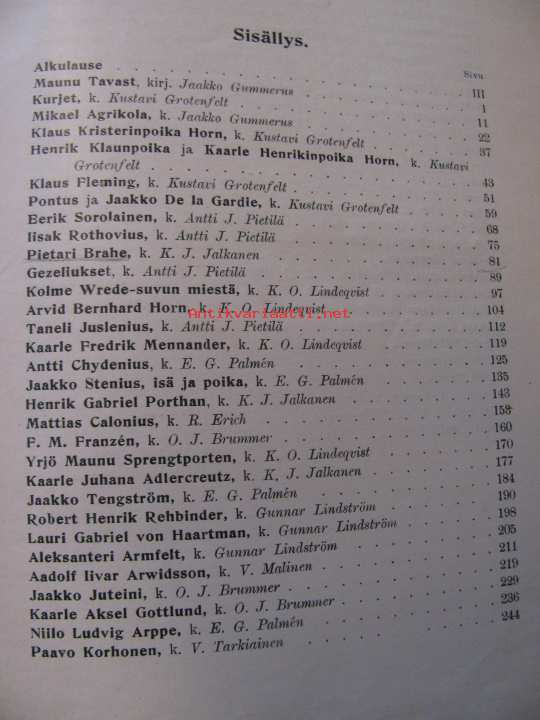 Sisällys.
Sivu
Alkulause . . . . . . . . . . III
Maunu Tavast, kirj. Jaakko Gummerus . . . . . 1
Kurjet, k. Kustavi Grotenfelt . . . . . 11
Mikael Agrikola, k. Jaakko Gummerus . . . . . 22
Klaus Kristerinpoika Horn, k. Kustavi Grotenfelt . . . . . 37
Henrik Klaunpoika ja Kaarle Henrikinpoika Horn, k. Kustavi
Grotenfelt . . . . . 43
Klaus Fleming, k. Kustavi Grotenfelt . . . . . 51
Pontus ja Jaakko De la Gardie, k. Kustavi Grotenfelt . . . . . 59
Eerik Sorolainen, k. Antti J. Pietilä . . . . . 68
Iisak Rothovius, k. Antti J. Pietilä . . . . . 75
Pietari Brahe, k. K. J. Jalkanen . . . . . 81
Gezeliukset, k. Antti J. Pietilä . . . . . 89
Kolme Wrede-suvun miestä, k. K. O. Lindeqvist . . . . . 97
Arvid Bernhard Horn, k. K. O. Lindeqvist . . . . . 104
Antikvariaatti.net
Taneli Juslenius, k. Antti J. Pietilä . . . . . 112
Kaarle Fredrik Mennander, k. K. O. Lindeqvist . . . . . 119
Antti Chydenius, k. E. G. Palmén . . . . . 125
Jaakko Stenius, isä ja poika, k. E. G. Palmén . . . . . 135
Henrik Gabriel Porthan, k. K. J. Jalkanen . . . . . 143
Mattias Calonius, k. R. Erich . . . . . 158
F. M. Franzén, k. O. J. Brummer . . . . . 160
Yrjö Maunu Sprengtporten, k. K. O. Lindeqvist . . . . . 170
Kaarle Juhana Adlercreutz, k. K. J. Jalkanen . . . . . 177
Jaakko Tengström, k. E. G. Palmén . . . . . 184
Robert Henrik Rehbinder, k. Gunnar Lindström . . . . . 190
Lauri Gabriel von Haartman, k. Gunnar Lindström . . . . . 198
Aleksanteri Armfelt, k. Gunnar Lindström . . . . . 205
Aadolf Iivar Arwidsson, k. V. Malinen . . . . . 211
Jaakko Juteini, k. O. J. Brummer . . . . . 219
Kaarle Aksel Gottlund, k. O. J. Brummer . . . . . 229
Niilo Ludvig Arppe, k. E. G. Palmén . . . . . 236
Paavo Korhonen, k. V. Tarkiainen . . . . . 244